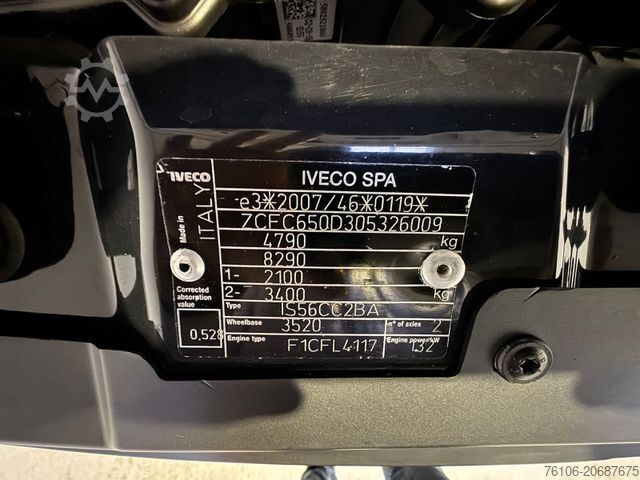 IVECO
IVECO SPA
Made in
ITALY
e3*2007/46*0119*
ZCFC650D305326009
4790 kg
8290
1- 2100
2- 3400 kg
Corrected
absorption
value
0,528
Type IS56CC2BA
Wheelbase 3520 n° of axles 2
Engine type F1CFL4117 Engine power kW 132
76106-20687675